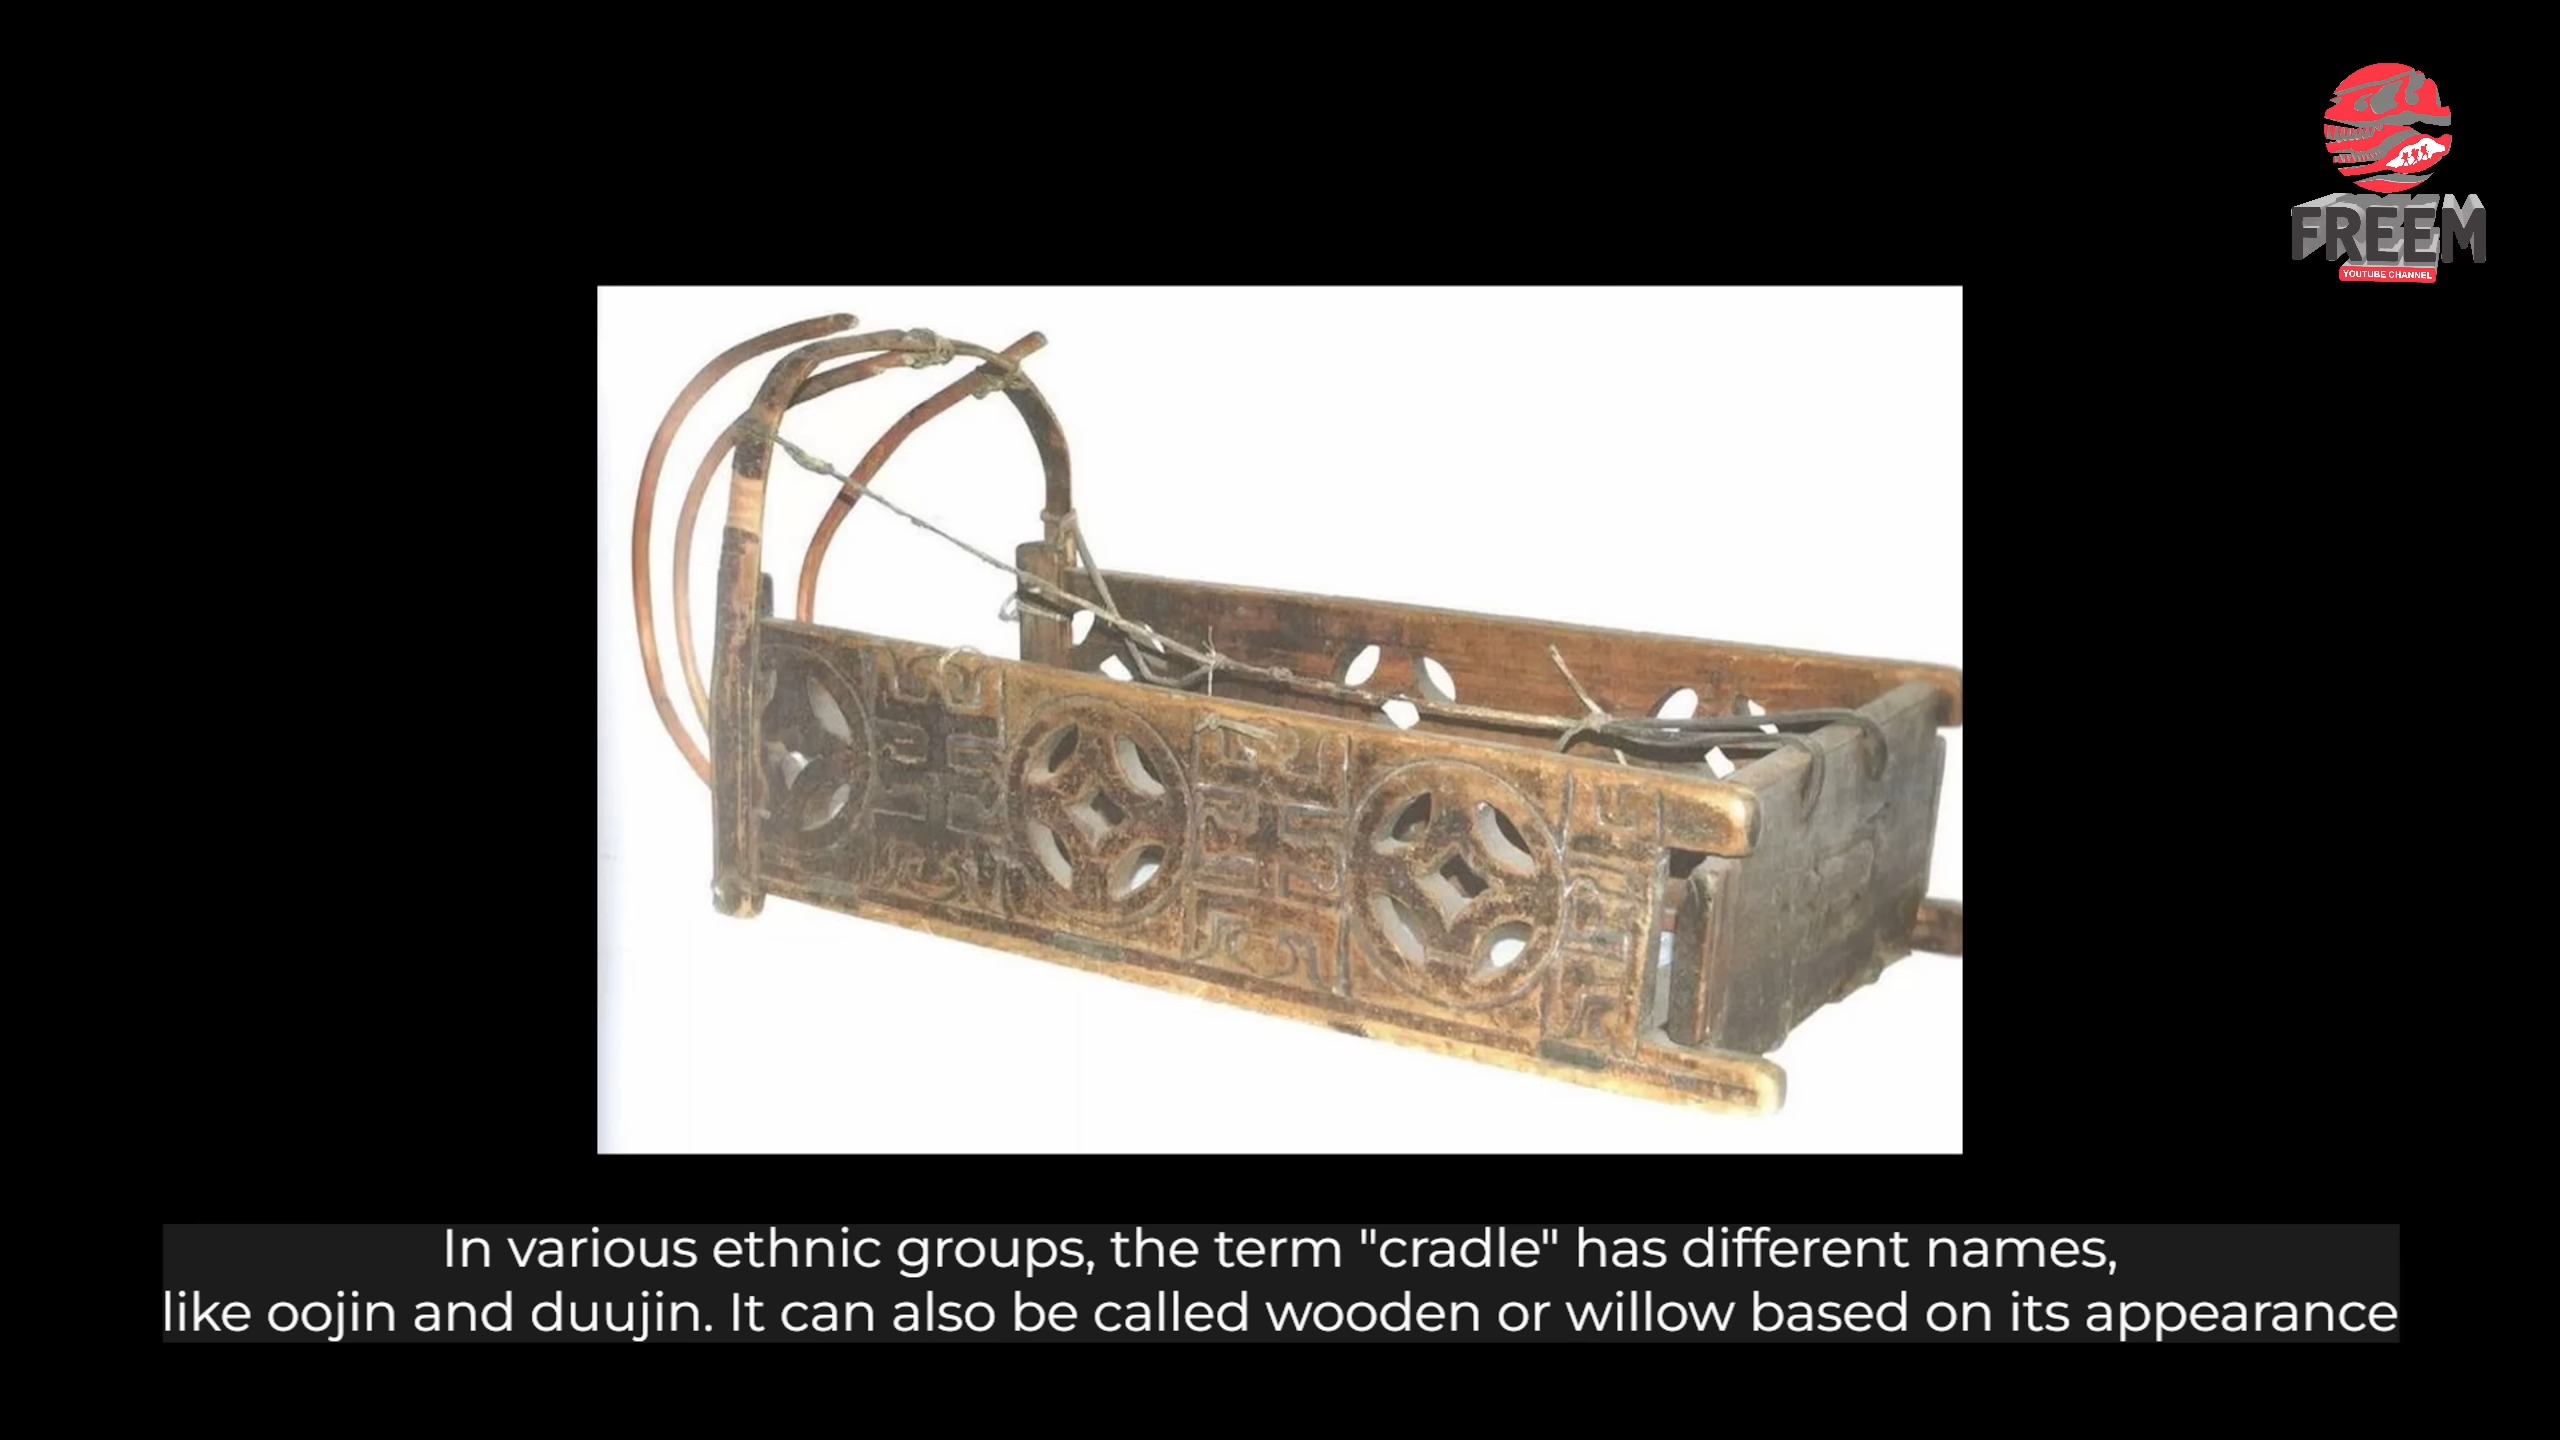 FREEM
YOUTUBE CHANNEL
In various ethnic groups, the term "cradle" has different names,
like oojin and duujin. It can also be called wooden or willow based on its appearance